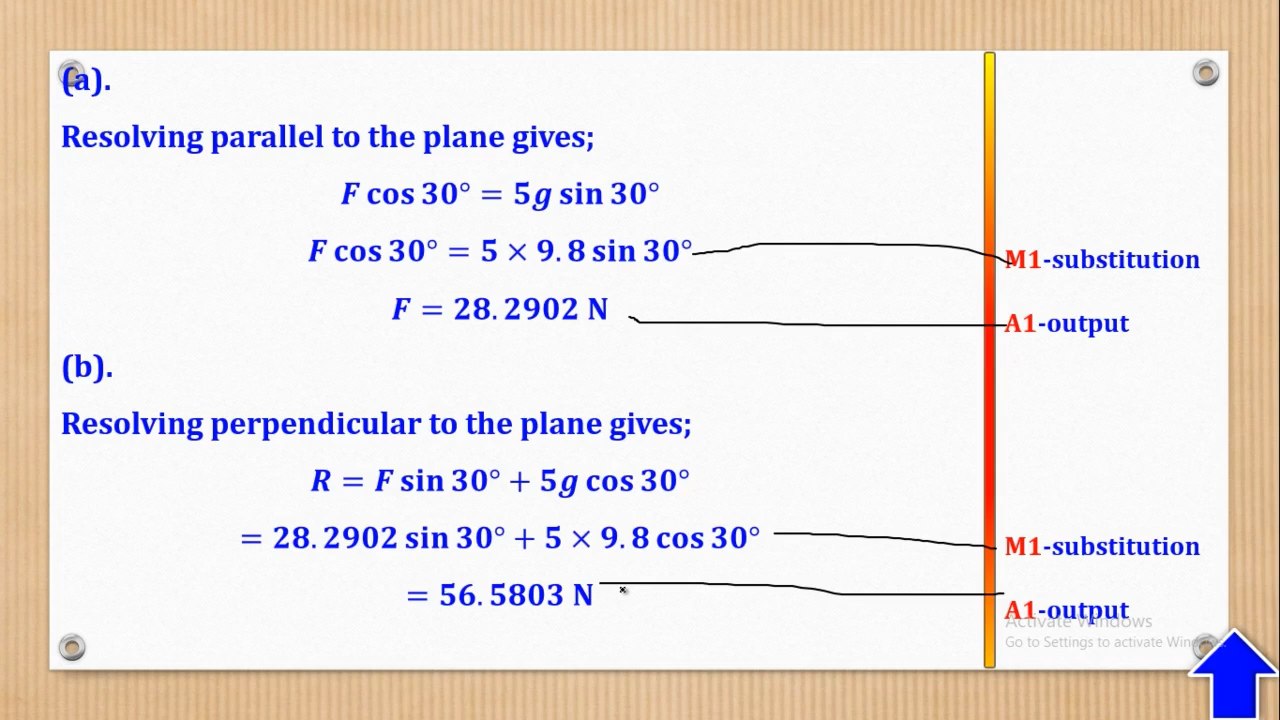 (a).
Resolving parallel to the plane gives;
F cos 30° = 5g sin 30°
F cos 30° = 5 × 9.8 sin 30°
M1-substitution
F = 28.2902 N
A1-output
(b).
Resolving perpendicular to the plane gives;
R = F sin 30° + 5g cos 30°
= 28.2902 sin 30° + 5 × 9.8 cos 30°
M1-substitution
= 56.5803 N
A1-output
Activate Windows
Go to Settings to activate Windows.